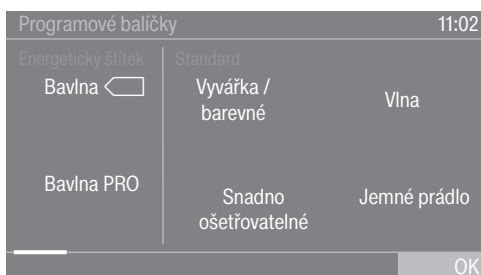 Programové balíčky 11:02
Energetický štítek Standard
Bavlna
Vyvářka /
barevné
Vlna
Bavlna PRO
Snadno
ošetřovatelné
Jemné prádlo
OK